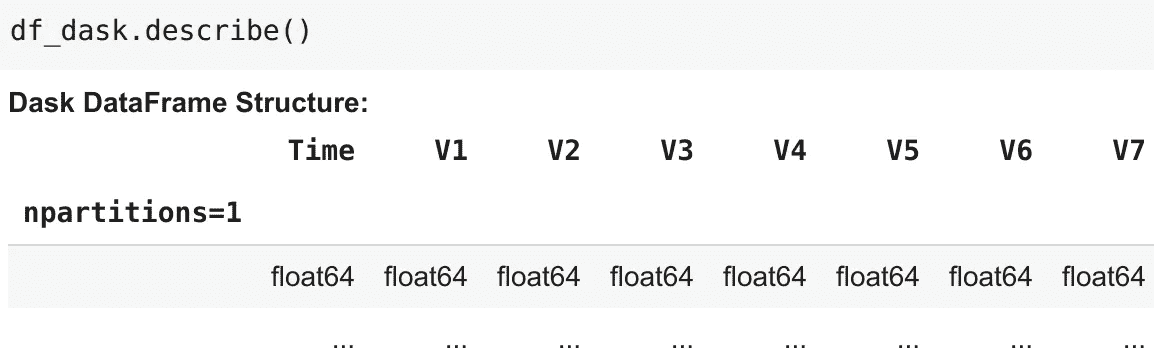 df_dask.describe()
Dask DataFrame Structure:
Time V1 V2 V3 V4 V5 V6 V7
npartitions=1
float64 float64 float64 float64 float64 float64 float64 float64
... ... ... ... ... ... ... ...